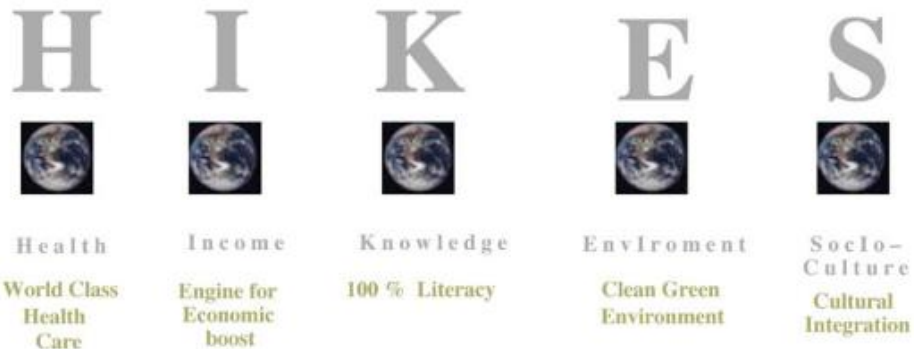 H I K E S
Health
Income
Knowledge
EnvIroment
SocIo-
Culture
World Class
Health
Care
Engine for
Economic
boost
100 % Literacy
Clean Green
Environment
Cultural
Integration